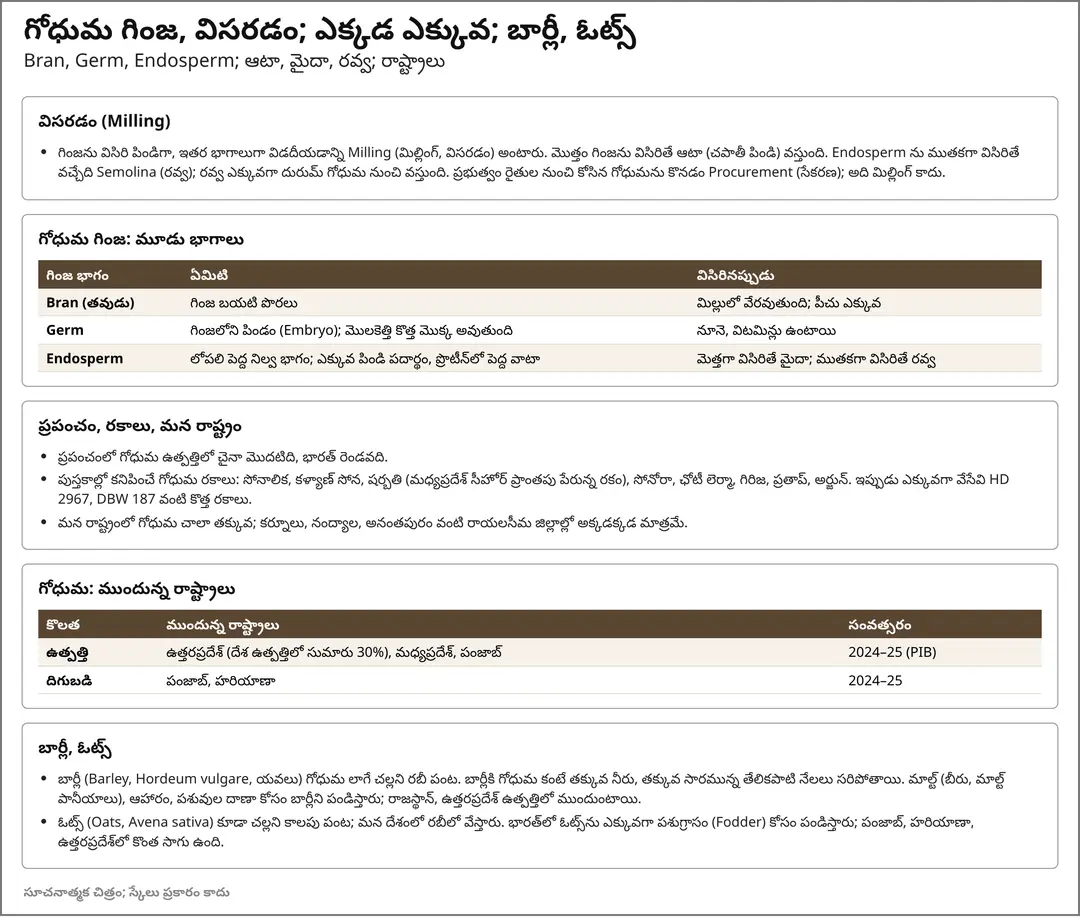 గోధుమ గింజ, విసరడం; ఎక్కడ ఎక్కువ; బార్లీ, ఓట్స్
Bran, Germ, Endosperm; ఆటా, మైదా, రవ్వ; రాష్ట్రాలు
విసరడం (Milling)
• గింజను విసిరి పిండిగా, ఇతర భాగాలుగా విడదీయడాన్ని Milling (మిల్లింగ్, విసరడం) అంటారు. మొత్తం గింజను విసిరితే ఆటా (చపాతీ పిండి) వస్తుంది. Endosperm ను ముతకగా విసిరితే
వచ్చేది Semolina (రవ్వ); రవ్వ ఎక్కువగా దురుమ్ గోధుమ నుంచి వస్తుంది. ప్రభుత్వం రైతుల నుంచి కోసిన గోధుమను కొనడం Procurement (సేకరణ); అది మిల్లింగ్ కాదు.
గోధుమ గింజ: మూడు భాగాలు
గింజ భాగం ఏమిటి విసిరినప్పుడు
Bran (తవుడు) గింజ బయటి పొరలు మిల్లులో వేరవుతుంది; పీచు ఎక్కువ
Germ గింజలోని పిండం (Embryo); మొలకెత్తి కొత్త మొక్క అవుతుంది నూనె, విటమిన్లు ఉంటాయి
Endosperm లోపలి పెద్ద నిల్వ భాగం; ఎక్కువ పిండి పదార్థం, ప్రొటీన్‌లో పెద్ద వాటా మెత్తగా విసిరితే మైదా; ముతకగా విసిరితే రవ్వ
ప్రపంచం, రకాలు, మన రాష్ట్రం
• ప్రపంచంలో గోధుమ ఉత్పత్తిలో చైనా మొదటిది, భారత్ రెండవది.
• పుస్తకాల్లో కనిపించే గోధుమ రకాలు: సోనాలిక, కళ్యాణ్ సోన, షర్బతి (మధ్యప్రదేశ్ సీహోర్ ప్రాంతపు పేరున్న రకం), సోనోరా, ఛోటీ లెర్మా, గిరిజ, ప్రతాప్, అర్జున్. ఇప్పుడు ఎక్కువగా వేసేవి HD
2967, DBW 187 వంటి కొత్త రకాలు.
• మన రాష్ట్రంలో గోధుమ చాలా తక్కువ; కర్నూలు, నంద్యాల, అనంతపురం వంటి రాయలసీమ జిల్లాల్లో అక్కడక్కడ మాత్రమే.
గోధుమ: ముందున్న రాష్ట్రాలు
కొలత ముందున్న రాష్ట్రాలు సంవత్సరం
ఉత్పత్తి ఉత్తరప్రదేశ్ (దేశ ఉత్పత్తిలో సుమారు 30%), మధ్యప్రదేశ్, పంజాబ్ 2024–25 (PIB)
దిగుబడి పంజాబ్, హరియాణా 2024–25
బార్లీ, ఓట్స్
• బార్లీ (Barley, Hordeum vulgare, యవలు) గోధుమ లాగే చల్లని రబీ పంట. బార్లీకి గోధుమ కంటే తక్కువ నీరు, తక్కువ సారమున్న తేలికపాటి నేలలు సరిపోతాయి. మాల్ట్ (బీరు, మాల్ట్
పానీయాలు), ఆహారం, పశువుల దాణా కోసం బార్లీని పండిస్తారు; రాజస్థాన్, ఉత్తరప్రదేశ్ ఉత్పత్తిలో ముందుంటాయి.
• ఓట్స్ (Oats, Avena sativa) కూడా చల్లని కాలపు పంట; మన దేశంలో రబీలో వేస్తారు. భారత్‌లో ఓట్స్‌ను ఎక్కువగా పశుగ్రాసం (Fodder) కోసం పండిస్తారు; పంజాబ్, హరియాణా,
ఉత్తరప్రదేశ్‌లో కొంత సాగు ఉంది.
సూచనాత్మక చిత్రం; స్కేలు ప్రకారం కాదు